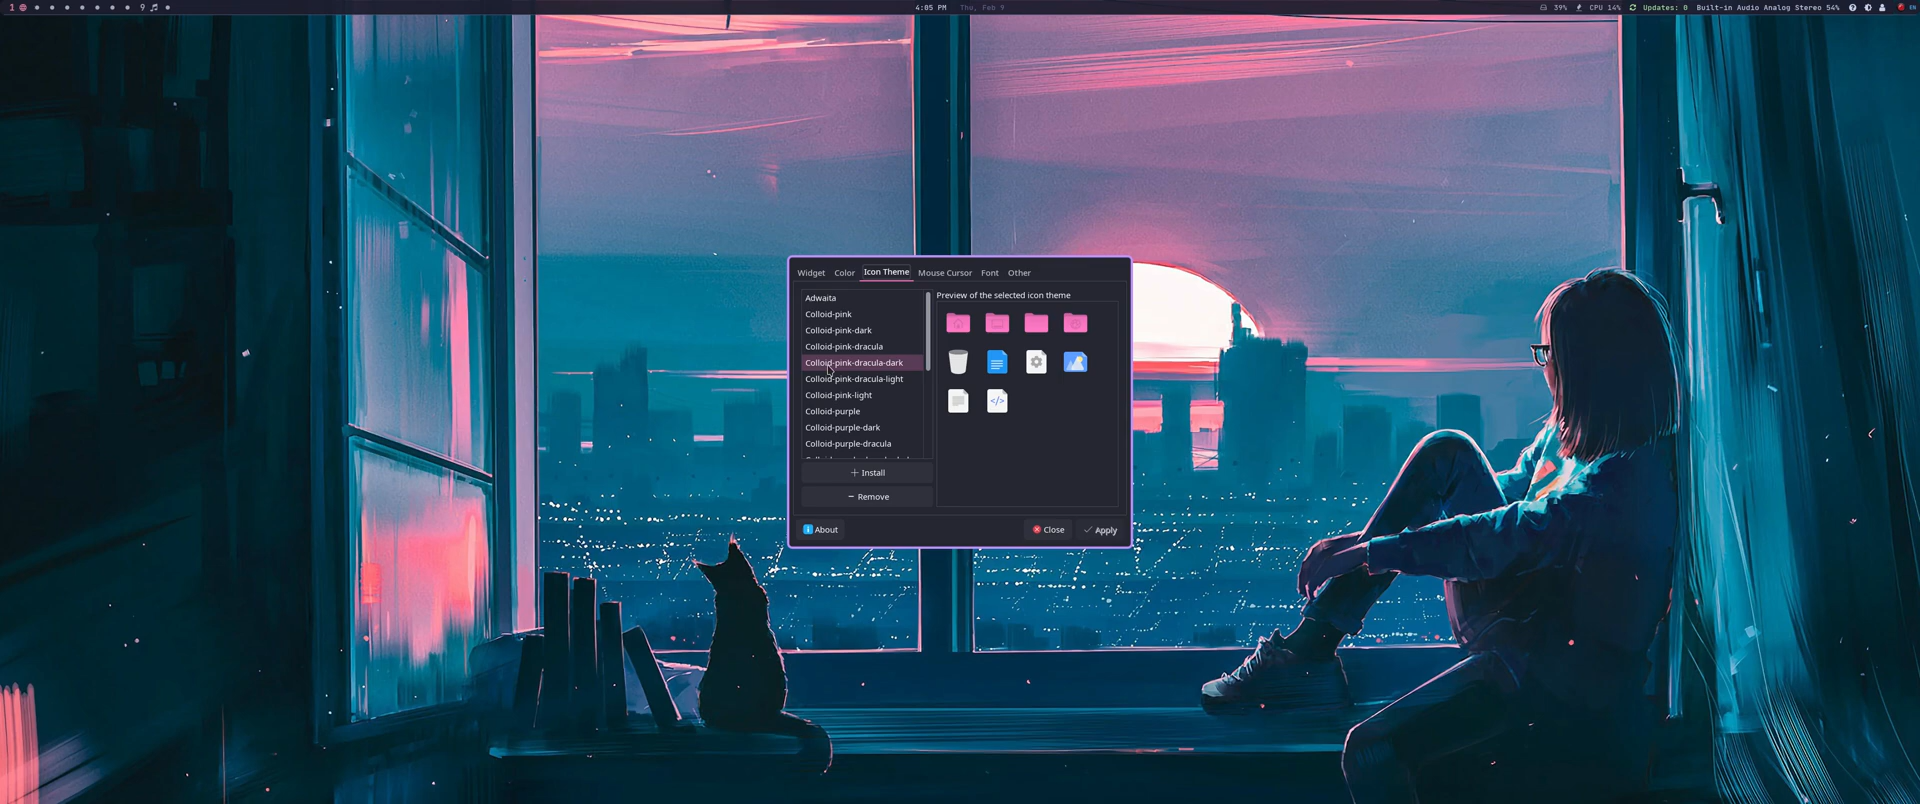 1 9
4:05 PM Thu, Feb 9
39% CPU 14% Updates: 0 Built-in Audio Analog Stereo 54% EN
Widget Color Icon Theme Mouse Cursor Font Other
Adwaita
Colloid-pink
Colloid-pink-dark
Colloid-pink-dracula
Colloid-pink-dracula-dark
Colloid-pink-dracula-light
Colloid-pink-light
Colloid-purple
Colloid-purple-dark
Colloid-purple-dracula
Install
Remove
Preview of the selected icon theme
</>
About
Close
Apply